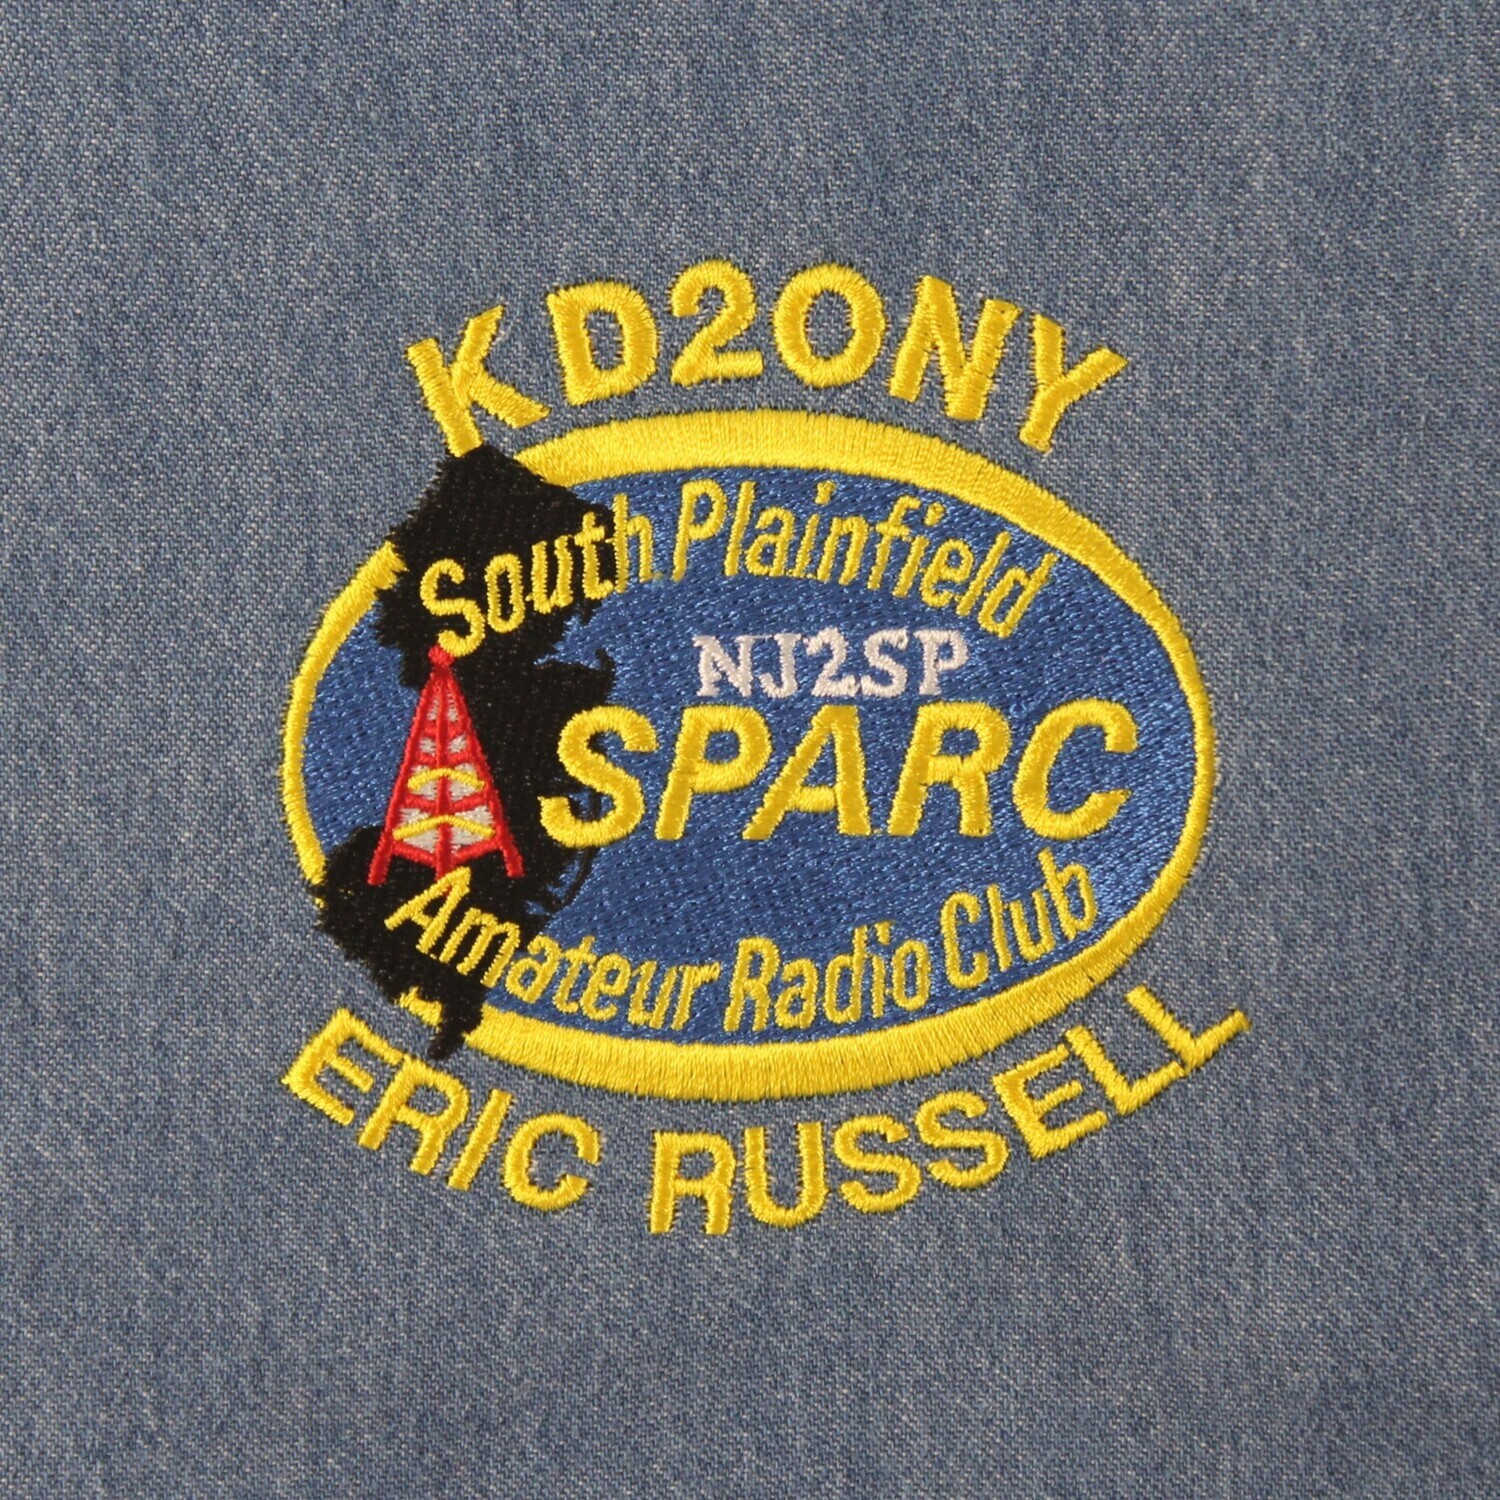 KD2ONY
South Plainfield
NJ2SP
SPARC
Amateur Radio Club
ERIC RUSSELL